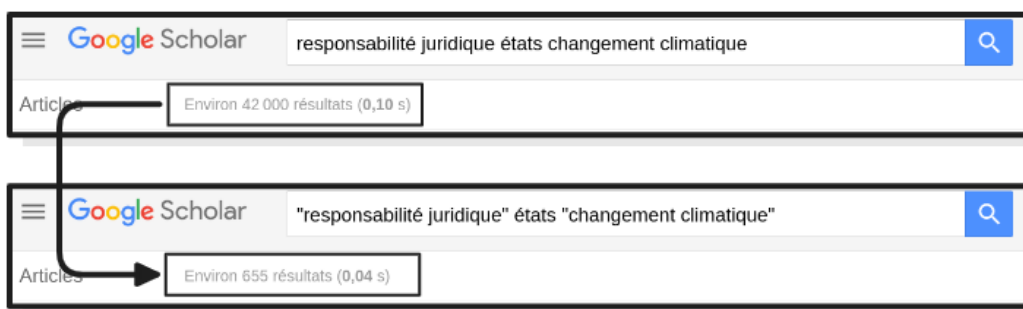 Google Scholar
responsabilité juridique états changement climatique
Articles
Environ 42 000 résultats (0,10 s)
Google Scholar
"responsabilité juridique" états "changement climatique"
Articles
Environ 655 résultats (0,04 s)